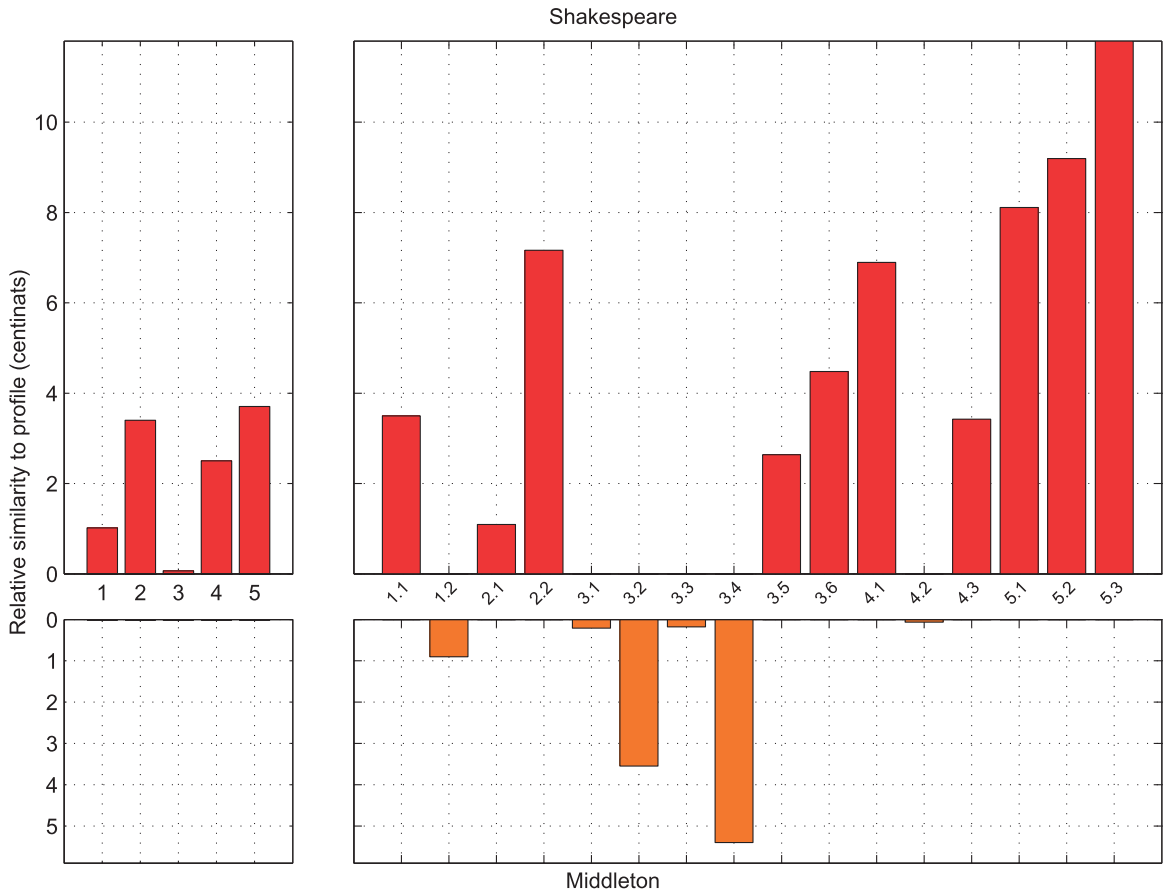 Shakespeare
Relative similarity to profile (centinats)
10
8
6
4
2
0
1 2 3 4 5
1.1 1.2 2.1 2.2 3.1 3.2 3.3 3.4 3.5 3.6 4.1 4.2 4.3 5.1 5.2 5.3
0
1
2
3
4
5
Middleton